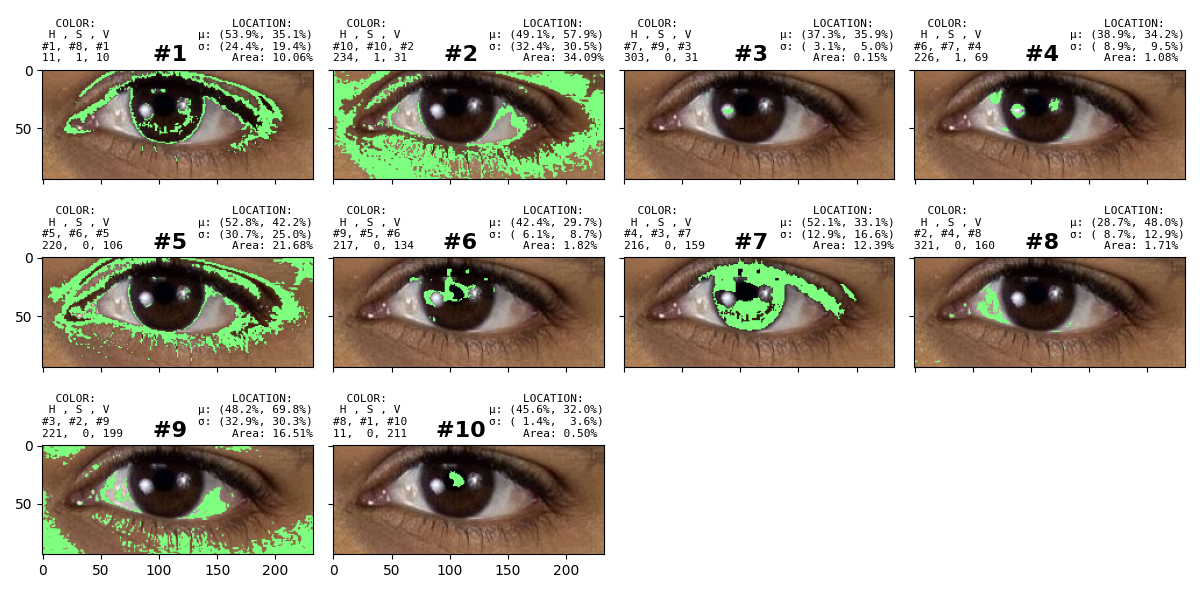 COLOR: LOCATION: COLOR: LOCATION: COLOR: LOCATION: COLOR: LOCATION:
H , S , V μ: (53.9%, 35.1%) H , S , V μ: (49.1%, 57.9%) H , S , V μ: (37.3%, 35.9%) H , S , V μ: (38.9%, 34.2%)
#1, #8, #1 #1 σ: (24.4%, 19.4%) #10, #10, #2 #2 σ: (32.4%, 30.5%) #7, #9, #3 #3 σ: ( 3.1%, 5.0%) #6, #7, #4 #4 σ: ( 8.9%, 9.5%)
11, 1, 10 Area: 10.06% 234, 1, 31 Area: 34.09% 303, 0, 31 Area: 0.15% 226, 1, 69 Area: 1.08%
0
50
COLOR: LOCATION: COLOR: LOCATION: COLOR: LOCATION: COLOR: LOCATION:
H , S , V μ: (52.8%, 42.2%) H , S , V μ: (42.4%, 29.7%) H , S , V μ: (52.1%, 33.1%) H , S , V μ: (28.7%, 48.0%)
#5, #6, #5 #5 σ: (30.7%, 25.0%) #9, #5, #6 #6 σ: ( 6.1%, 8.7%) #4, #3, #7 #7 σ: (12.9%, 16.6%) #2, #4, #8 #8 σ: ( 8.7%, 12.9%)
220, 0, 106 Area: 21.68% 217, 0, 134 Area: 1.82% 216, 0, 159 Area: 12.39% 321, 0, 160 Area: 1.71%
0
50
COLOR: LOCATION: COLOR: LOCATION:
H , S , V μ: (48.2%, 69.8%) H , S , V μ: (45.6%, 32.0%)
#3, #2, #9 #9 σ: (32.9%, 30.3%) #8, #1, #10 #10 σ: ( 1.4%, 3.6%)
221, 0, 199 Area: 16.51% 11, 0, 211 Area: 0.50%
0
50
0 50 100 150 200 0 50 100 150 200